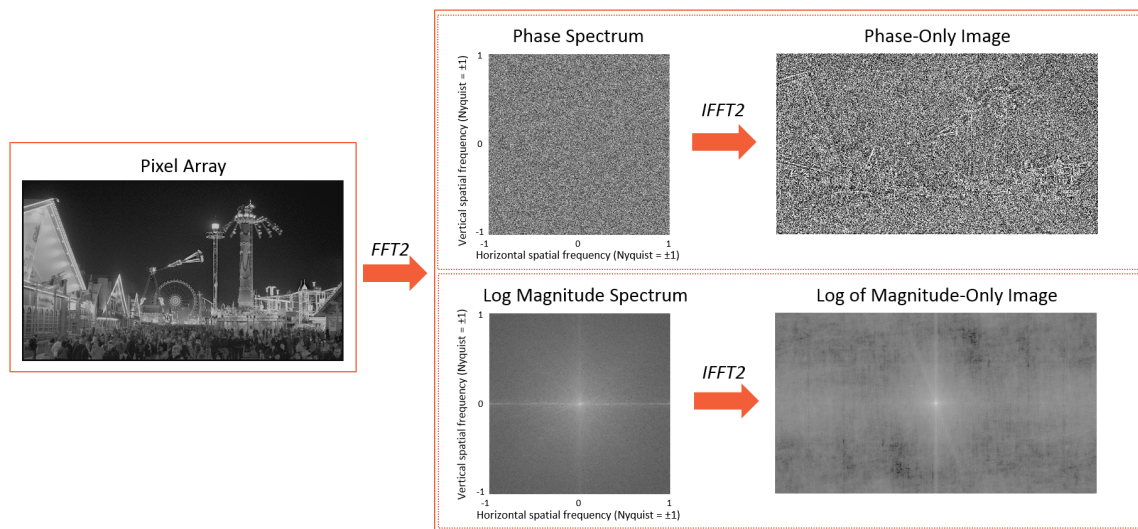 Pixel Array
FFT2
Phase Spectrum
Vertical spatial frequency (Nyquist = ±1)
1
0
-1
-1 0 1
Horizontal spatial frequency (Nyquist = ±1)
IFFT2
Phase-Only Image
Log Magnitude Spectrum
Vertical spatial frequency (Nyquist = ±1)
1
0
-1
-1 0 1
Horizontal spatial frequency (Nyquist = ±1)
IFFT2
Log of Magnitude-Only Image